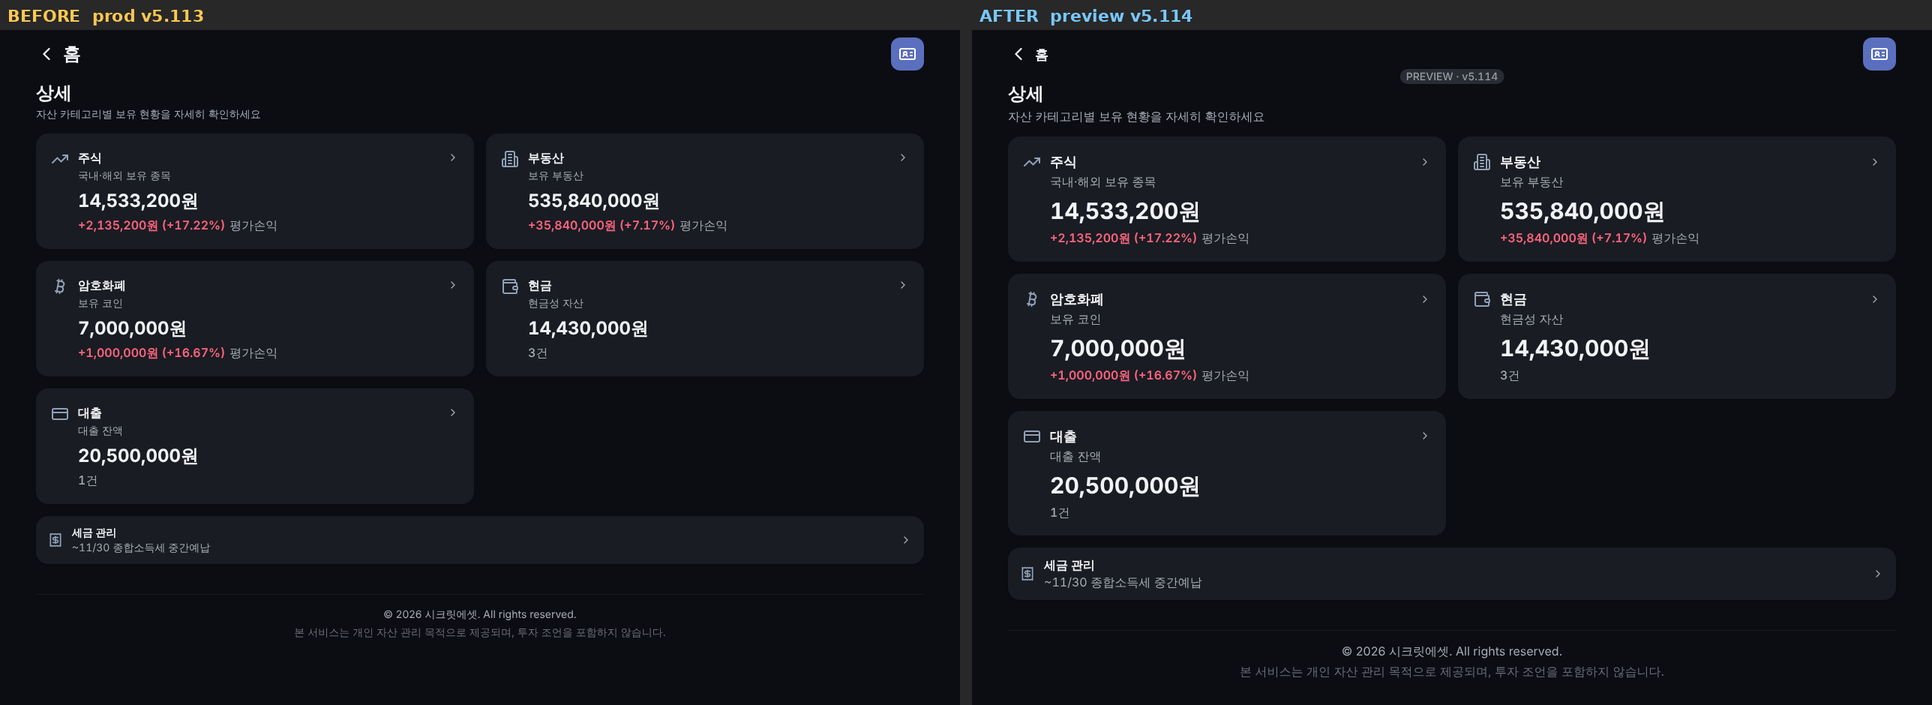 BEFORE prod v5.113
홈
상세
자산 카테고리별 보유 현황을 자세히 확인하세요
주식
국내·해외 보유 종목
14,533,200원
+2,135,200원 (+17.22%) 평가손익
부동산
보유 부동산
535,840,000원
+35,840,000원 (+7.17%) 평가손익
암호화폐
보유 코인
7,000,000원
+1,000,000원 (+16.67%) 평가손익
현금
현금성 자산
14,430,000원
3건
대출
대출 잔액
20,500,000원
1건
세금 관리
~11/30 종합소득세 중간예납
© 2026 시크릿에셋. All rights reserved.
본 서비스는 개인 자산 관리 목적으로 제공되며, 투자 조언을 포함하지 않습니다.
AFTER preview v5.114
홈
PREVIEW · v5.114
상세
자산 카테고리별 보유 현황을 자세히 확인하세요
주식
국내·해외 보유 종목
14,533,200원
+2,135,200원 (+17.22%) 평가손익
부동산
보유 부동산
535,840,000원
+35,840,000원 (+7.17%) 평가손익
암호화폐
보유 코인
7,000,000원
+1,000,000원 (+16.67%) 평가손익
현금
현금성 자산
14,430,000원
3건
대출
대출 잔액
20,500,000원
1건
세금 관리
~11/30 종합소득세 중간예납
© 2026 시크릿에셋. All rights reserved.
본 서비스는 개인 자산 관리 목적으로 제공되며, 투자 조언을 포함하지 않습니다.